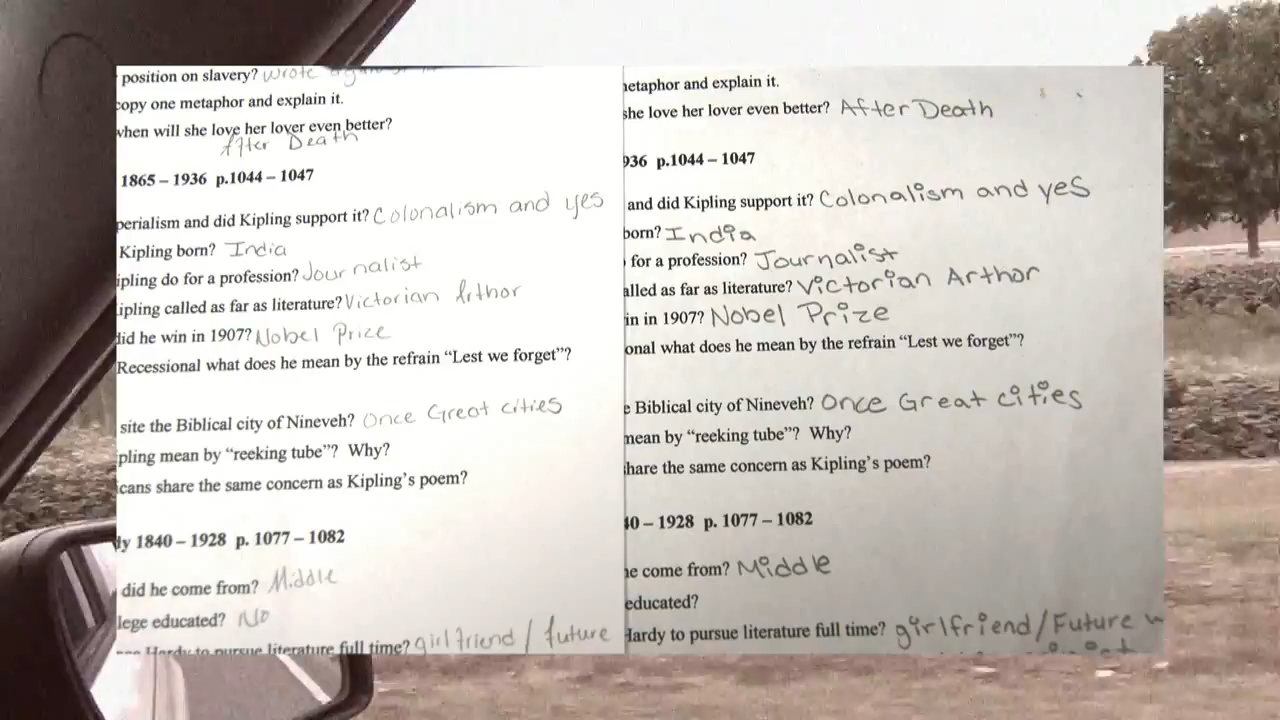 position on slavery? Wrote
copy one metaphor and explain it.
when will she love her lover even better?
After Death
1865 – 1936 p.1044 – 1047
perialism and did Kipling support it? Colonalism and yes
Kipling born? India
ipling do for a profession? Journalist
ipling called as far as literature? Victorian Arthor
did he win in 1907? Nobel Price
Recessional what does he mean by the refrain “Lest we forget”?
site the Biblical city of Nineveh? Once Great cities
pling mean by “reeking tube”? Why?
icans share the same concern as Kipling’s poem?
dy 1840 – 1928 p. 1077 – 1082
did he come from? Middle
lege educated? No
Hardy to pursue literature full time? girlfriend / future
metaphor and explain it.
she love her lover even better? After Death
936 p.1044 – 1047
and did Kipling support it? Colonalism and yes
born? India
for a profession? Journalist
alled as far as literature? Victorian Arthor
in in 1907? Nobel Prize
onal what does he mean by the refrain “Lest we forget”?
e Biblical city of Nineveh? Once Great cities
mean by “reeking tube”? Why?
hare the same concern as Kipling’s poem?
40 – 1928 p. 1077 – 1082
he come from? Middle
educated?
Hardy to pursue literature full time? girlfriend/Future